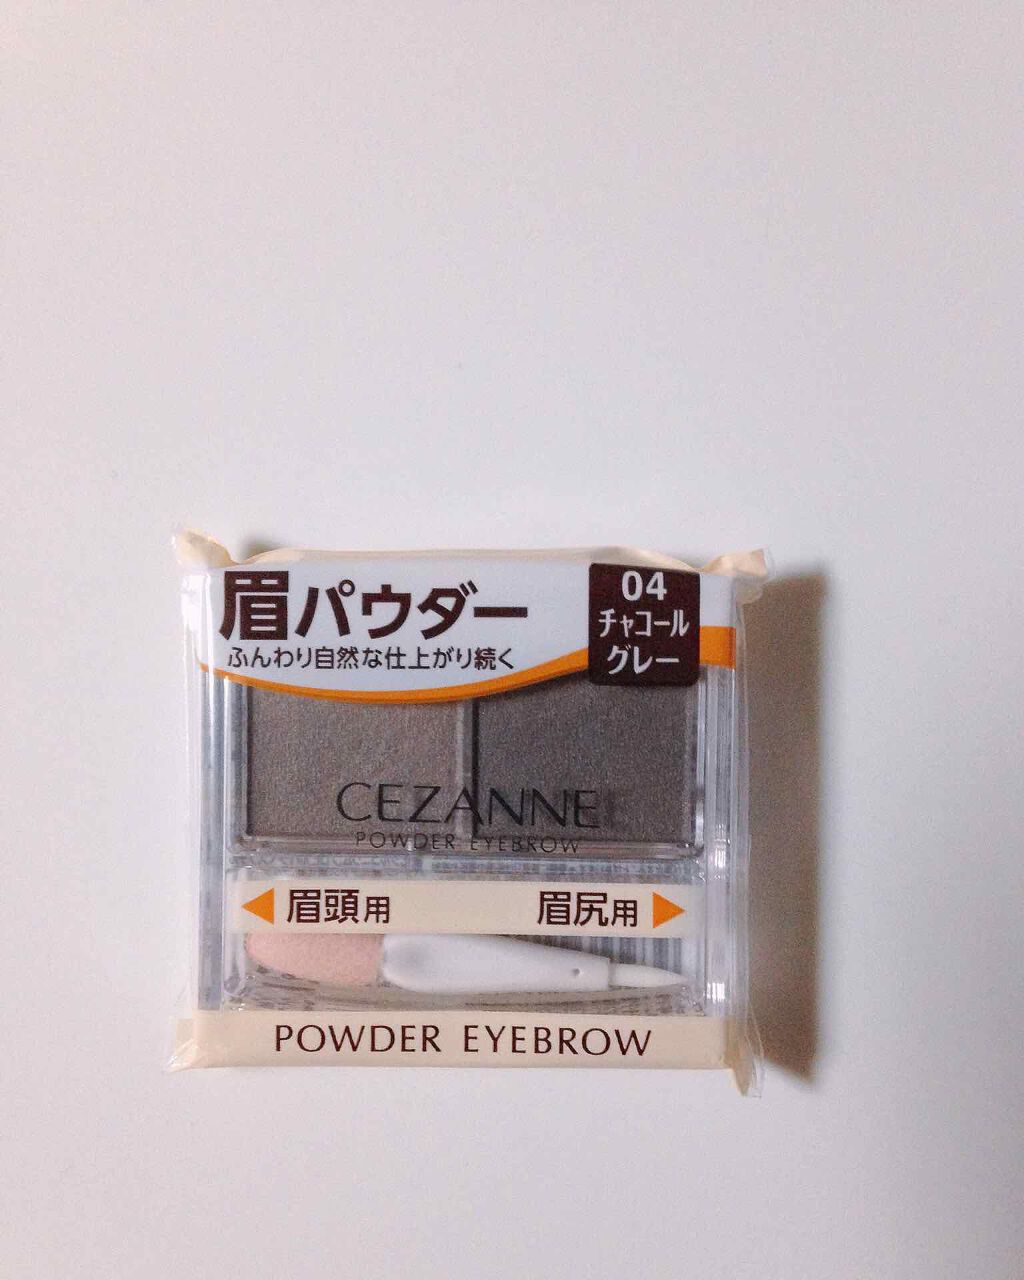 眉パウダー
ふんわり自然な仕上がり続く
04
チャコール
グレー
CEZANNE
POWDER EYEBROW
眉頭用
眉尻用
POWDER EYEBROW